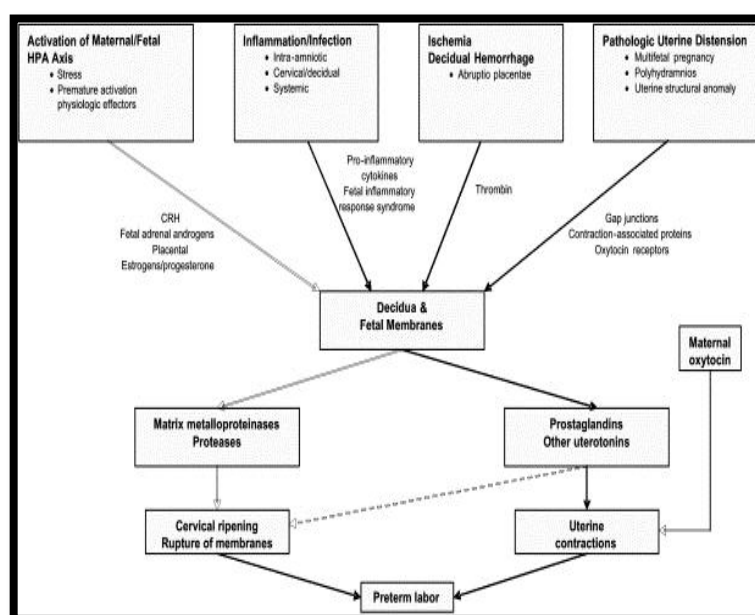 Activation of Maternal/Fetal
HPA Axis
• Stress
• Premature activation
physiologic effectors
Inflammation/Infection
• Intra-amniotic
• Cervical/decidual
• Systemic
Ischemia
Decidual Hemorrhage
• Abruptio placentae
Pathologic Uterine Distension
• Multifetal pregnancy
• Polyhydramnios
• Uterine structural anomaly
CRH
Fetal adrenal androgens
Placental
Estrogens/progesterone
Pro-inflammatory
cytokines
Fetal inflammatory
response syndrome
Thrombin
Gap junctions
Contraction-associated proteins
Oxytocin receptors
Decidua &
Fetal Membranes
Maternal
oxytocin
Matrix metalloproteinases
Proteases
Prostaglandins
Other uterotonins
Cervical ripening
Rupture of membranes
Uterine
contractions
Preterm labor